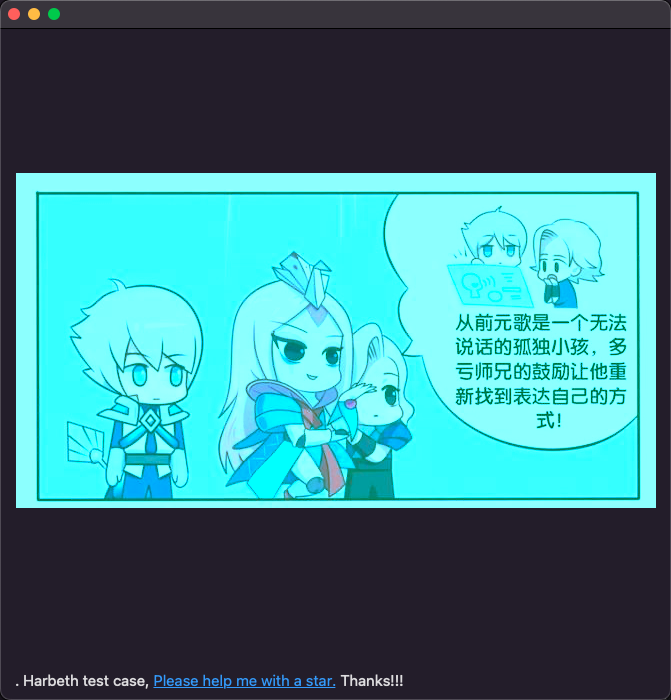 从前元歌是一个无法
说话的孤独小孩，多
亏师兄的鼓励让他重
新找到表达自己的方
式！
. Harbeth test case, Please help me with a star. Thanks!!!